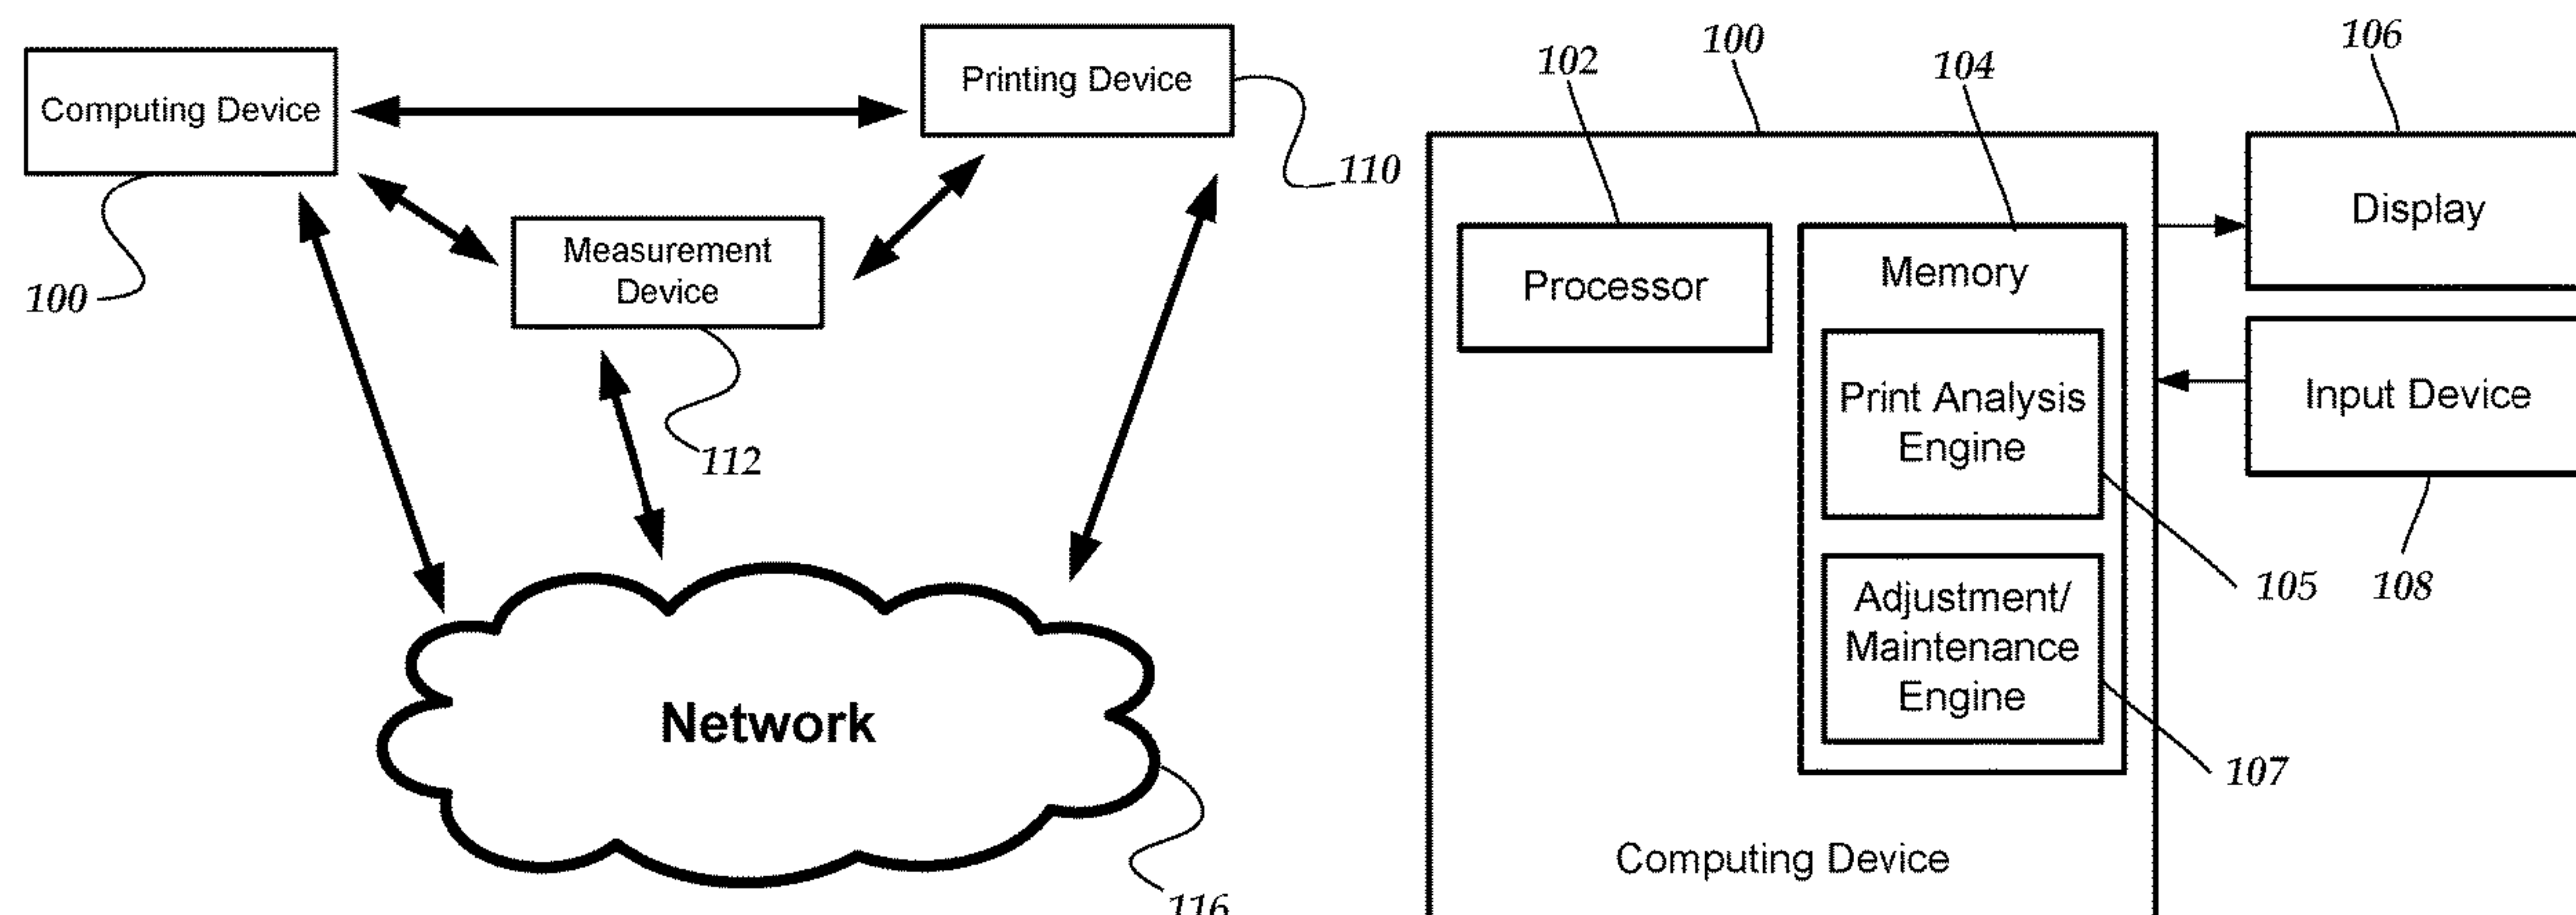 Computing Device
Printing Device
110
Measurement
Device
100
112
Network
116
100
102
104
106
Processor
Memory
Print Analysis
Engine
Adjustment/
Maintenance
Engine
Computing Device
Display
Input Device
105
108
107